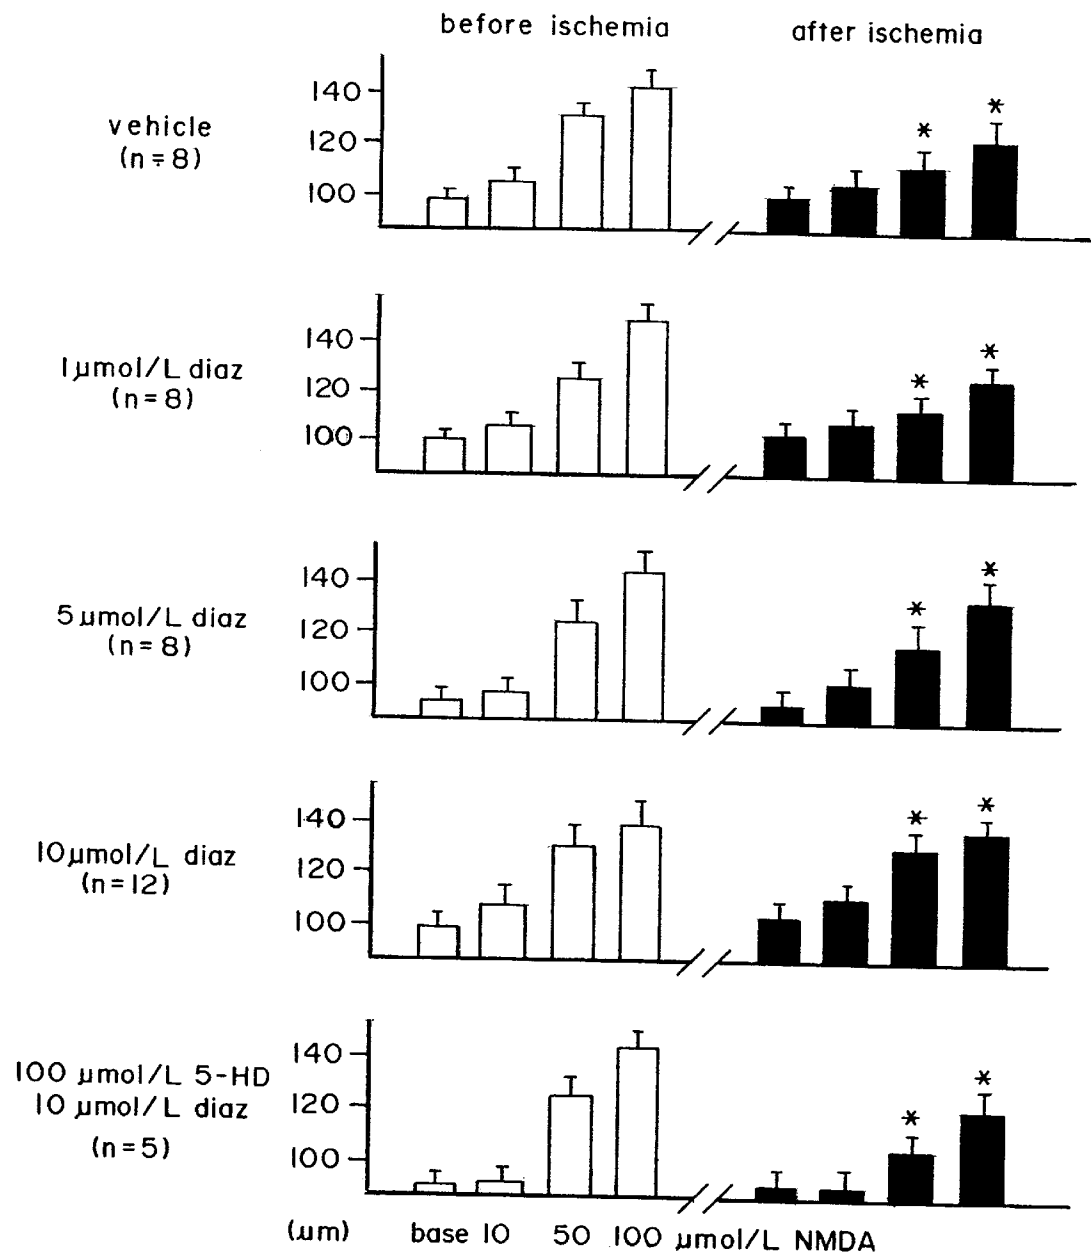 before ischemia after ischemia
140
120
100
vehicle
(n=8)
* *
140
120
100
1µmol/L diaz
(n=8)
* *
140
120
100
5µmol/L diaz
(n=8)
* *
140
120
100
10µmol/L diaz
(n=12)
* *
140
120
100
100 µmol/L 5-HD
10 µmol/L diaz
(n=5)
* *
(µm) base 10 50 100 µmol/L NMDA